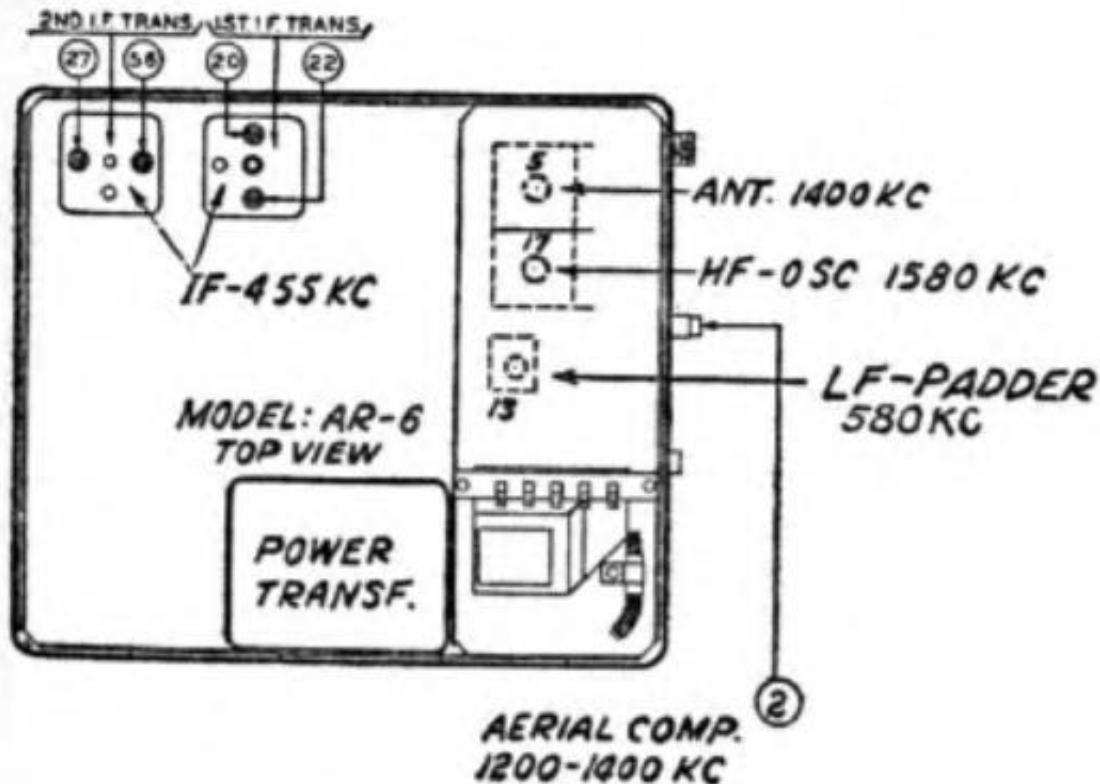 2ND I.F. TRANS. 1ST. I.F. TRANS.
27 58 20 22
5
ANT. 1400 KC
17
HF-OSC 1580 KC
IF-455 KC
LF-PADDER
580 KC
13
MODEL: AR-6
TOP VIEW
POWER
TRANSF.
2
AERIAL COMP.
1200-1400 KC